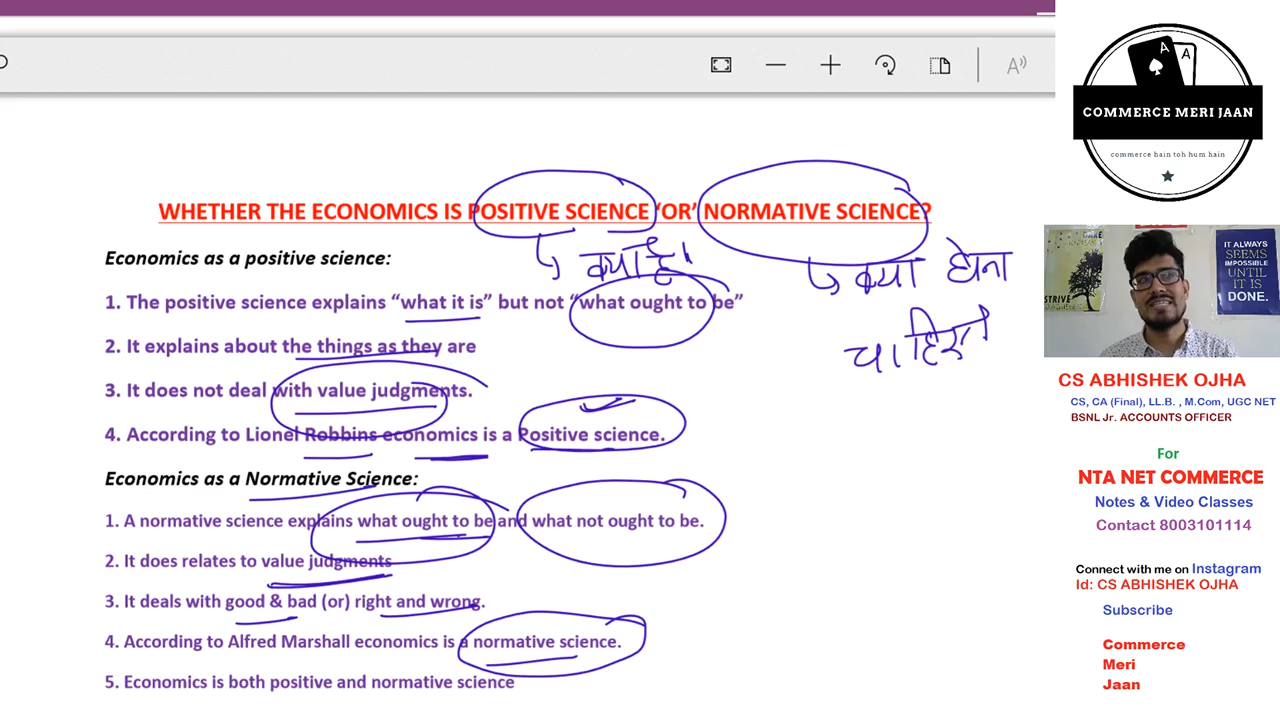 A A
COMMERCE MERI JAAN
commerce hain toh hum hain
WHETHER THE ECONOMICS IS POSITIVE SCIENCE ‘OR’ NORMATIVE SCIENCE?
क्या है।
क्या होना
चाहिए।
Economics as a positive science:
1. The positive science explains “what it is” but not “what ought to be”
2. It explains about the things as they are
3. It does not deal with value judgments.
4. According to Lionel Robbins economics is a Positive science.
Economics as a Normative Science:
1. A normative science explains what ought to be and what not ought to be.
2. It does relates to value judgments
3. It deals with good & bad (or) right and wrong.
4. According to Alfred Marshall economics is a normative science.
5. Economics is both positive and normative science
STRIVE
IT ALWAYS
SEEMS
IMPOSSIBLE
UNTIL
IT IS
DONE.
CS ABHISHEK OJHA
CS, CA (Final), LL.B. , M.Com, UGC NET
BSNL Jr. ACCOUNTS OFFICER
For
NTA NET COMMERCE
Notes & Video Classes
Contact 8003101114
Connect with me on Instagram
Id: CS ABHISHEK OJHA
Subscribe
Commerce
Meri
Jaan